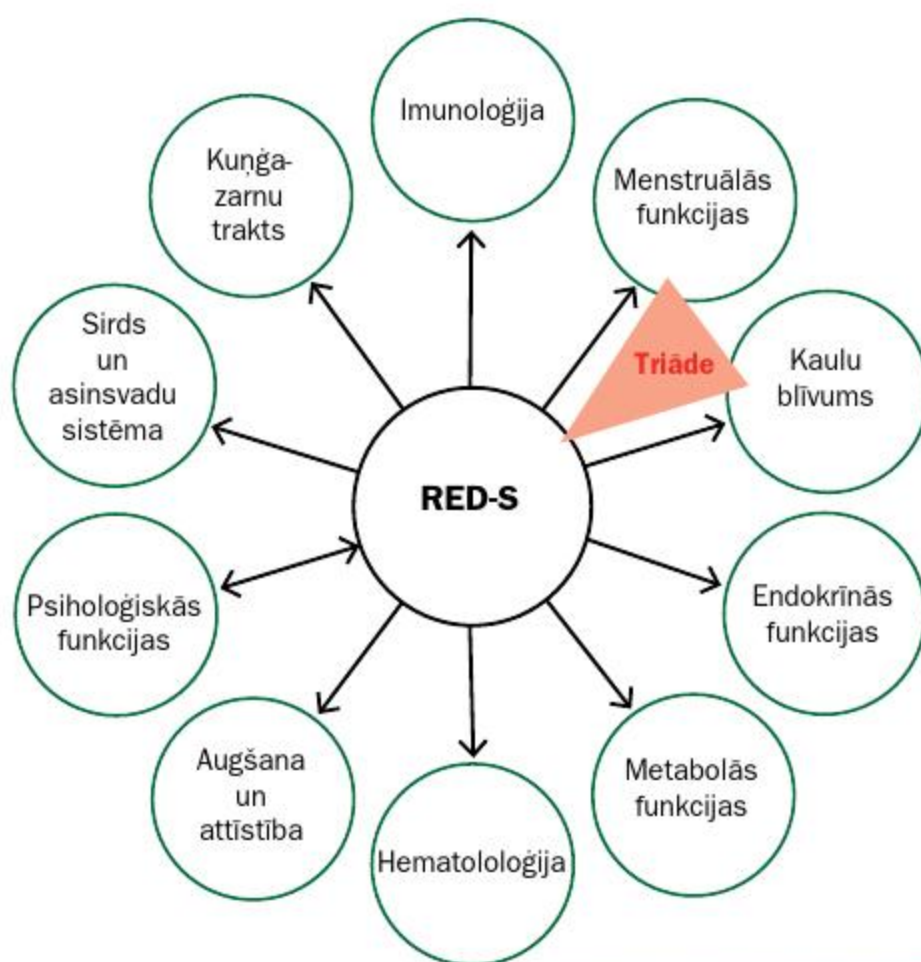 Imunoloģija
Menstruālās
funkcijas
Triāde
Kaulu
blīvums
Endokrīnās
funkcijas
Metabolās
funkcijas
Hematololoģija
Augšana
un
attīstība
Psiholoģiskās
funkcijas
Sirds
un
asinsvadu
sistēma
Kuņģa-
zarnu
trakts
RED-S